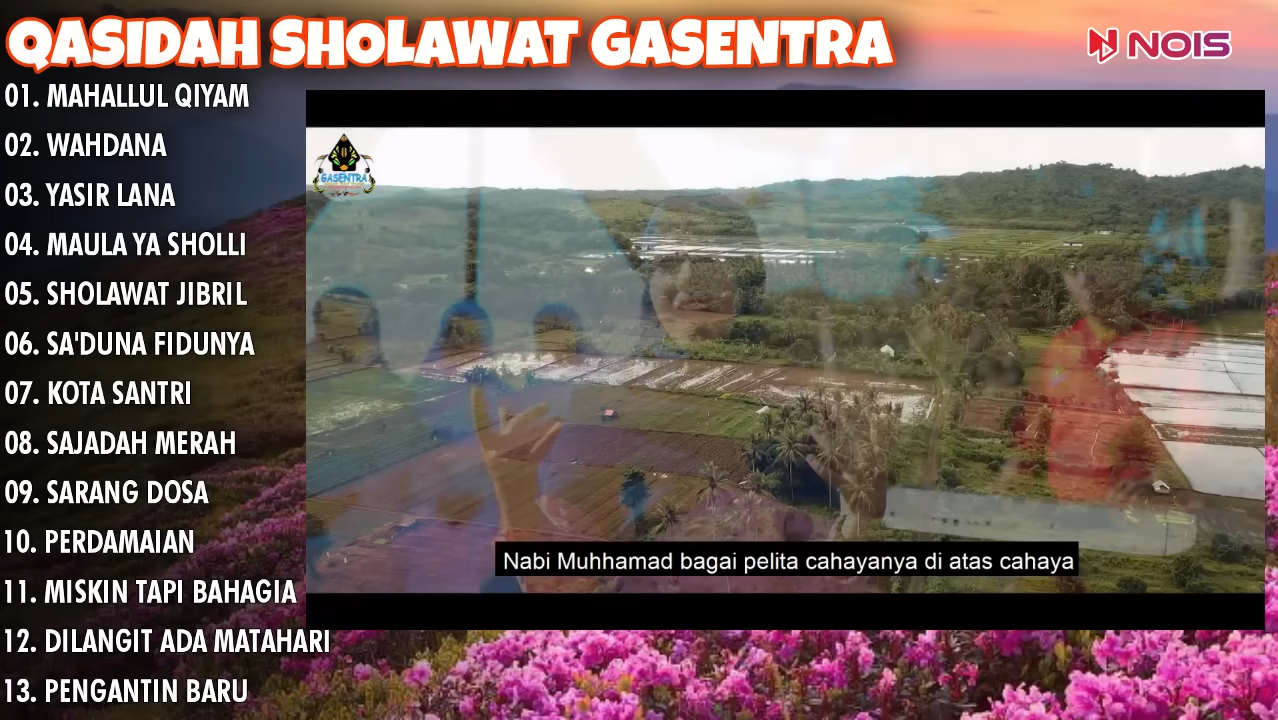 QASIDAH SHOLAWAT GASENTRA
NOIS
01. MAHALLUL QIYAM
02. WAHDANA
03. YASIR LANA
04. MAULA YA SHOLLI
05. SHOLAWAT JIBRIL
06. SA'DUNA FIDUNYA
07. KOTA SANTRI
08. SAJADAH MERAH
09. SARANG DOSA
10. PERDAMAIAN
11. MISKIN TAPI BAHAGIA
12. DILANGIT ADA MATAHARI
13. PENGANTIN BARU
GASENTRA
Nabi Muhhamad bagai pelita cahayanya di atas cahaya